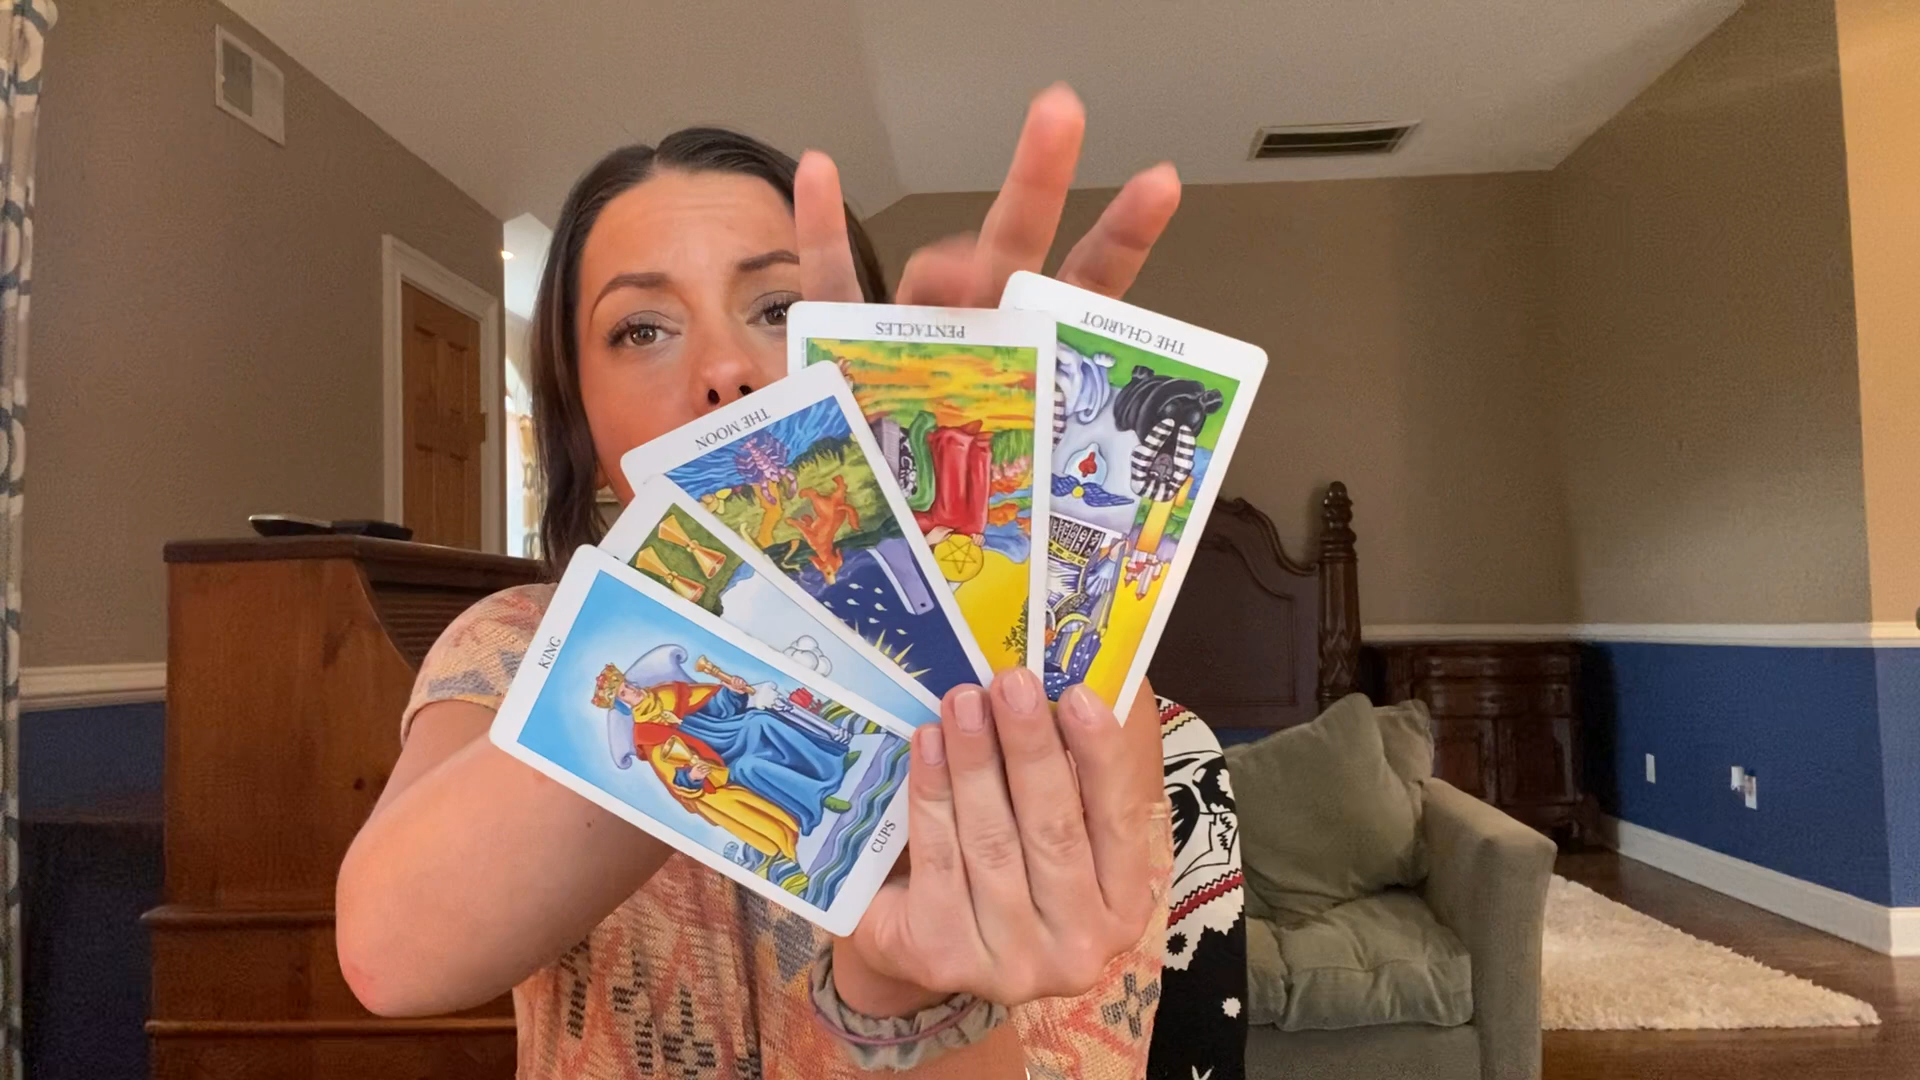 KING
CUPS
THE MOON
PENTACLES
THE CHARIOT